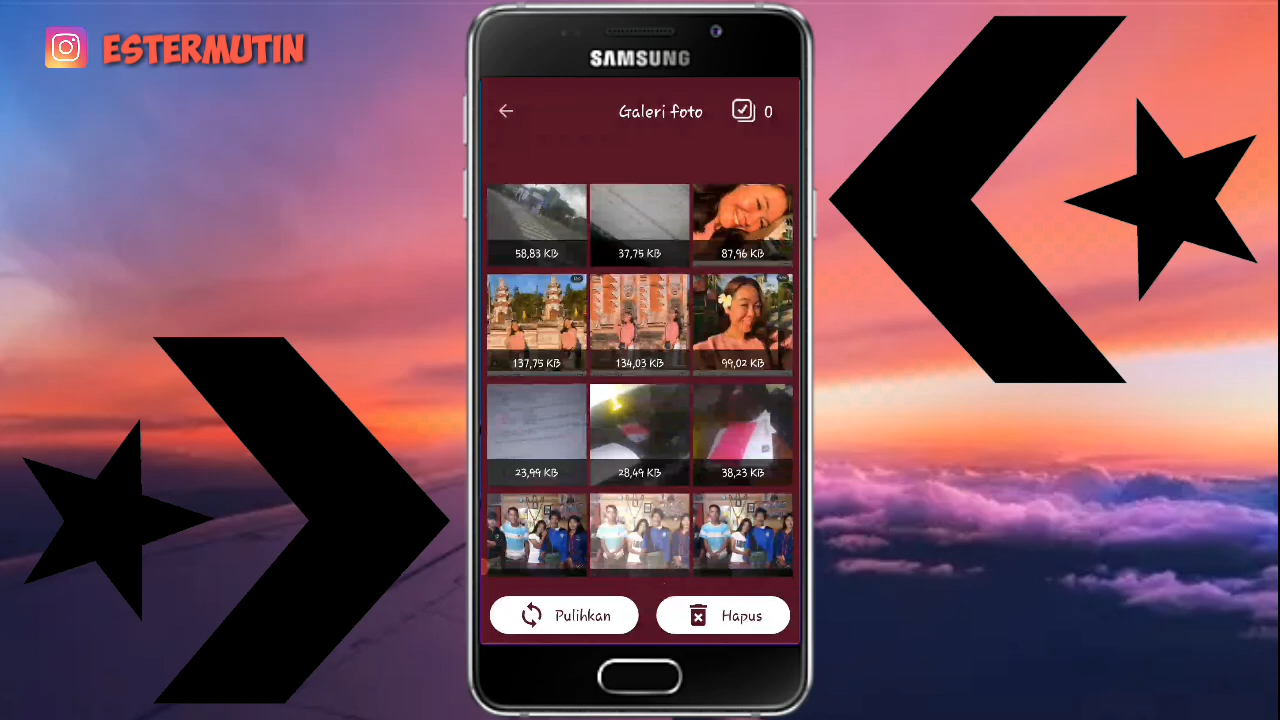 ESTERMUTIN
SAMSUNG
Galeri foto
0
58,83 KB
37,75 KB
87,96 KB
137,75 KB
134,03 KB
99,02 KB
23,99 KB
28,49 KB
38,23 KB
Pulihkan
Hapus